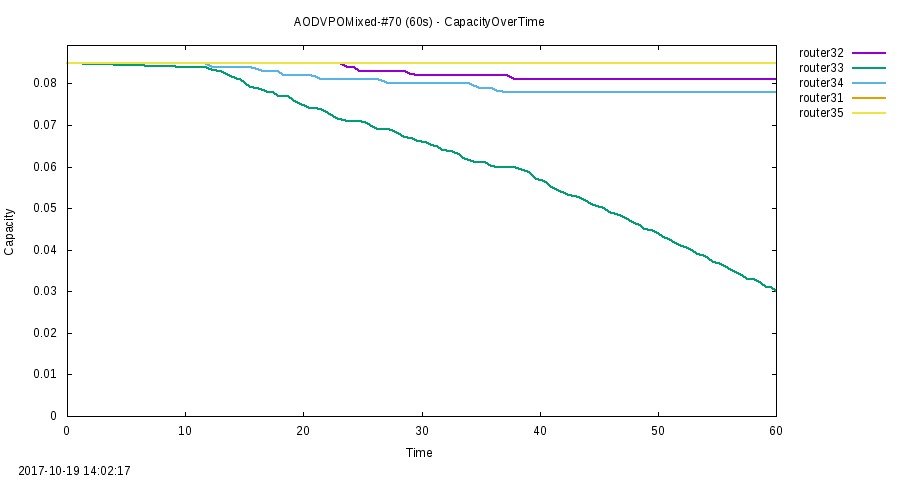 AODVPOMixed-#70 (60s) - CapacityOverTime
router32
router33
router34
router31
router35
0.08
0.07
0.06
0.05
0.04
0.03
0.02
0.01
0
Capacity
0 10 20 30 40 50 60
Time
2017-10-19 14:02:17